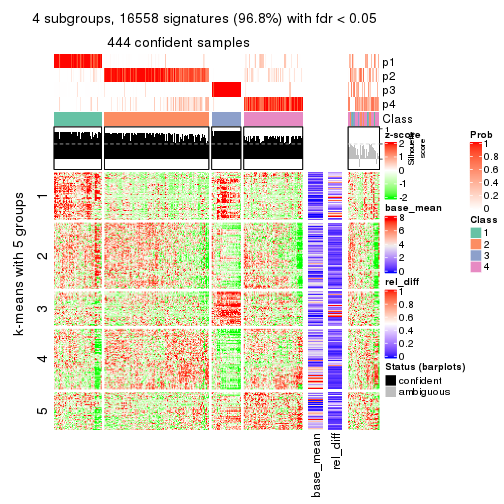 4 subgroups, 16558 signatures (96.8%) with fdr < 0.05
444 confident samples
p1
p2
p3
p4
Class
1
Silhouette
score
k-means with 5 groups
1
2
3
4
5
base_mean
rel_diff
z-score
2
1
0
-1
-2
base_mean
8
6
4
2
0
rel_diff
1
0.8
0.6
0.4
0.2
0
Status (barplots)
confident
ambiguous
Prob
1
0.8
0.6
0.4
0.2
0
Class
1
2
3
4